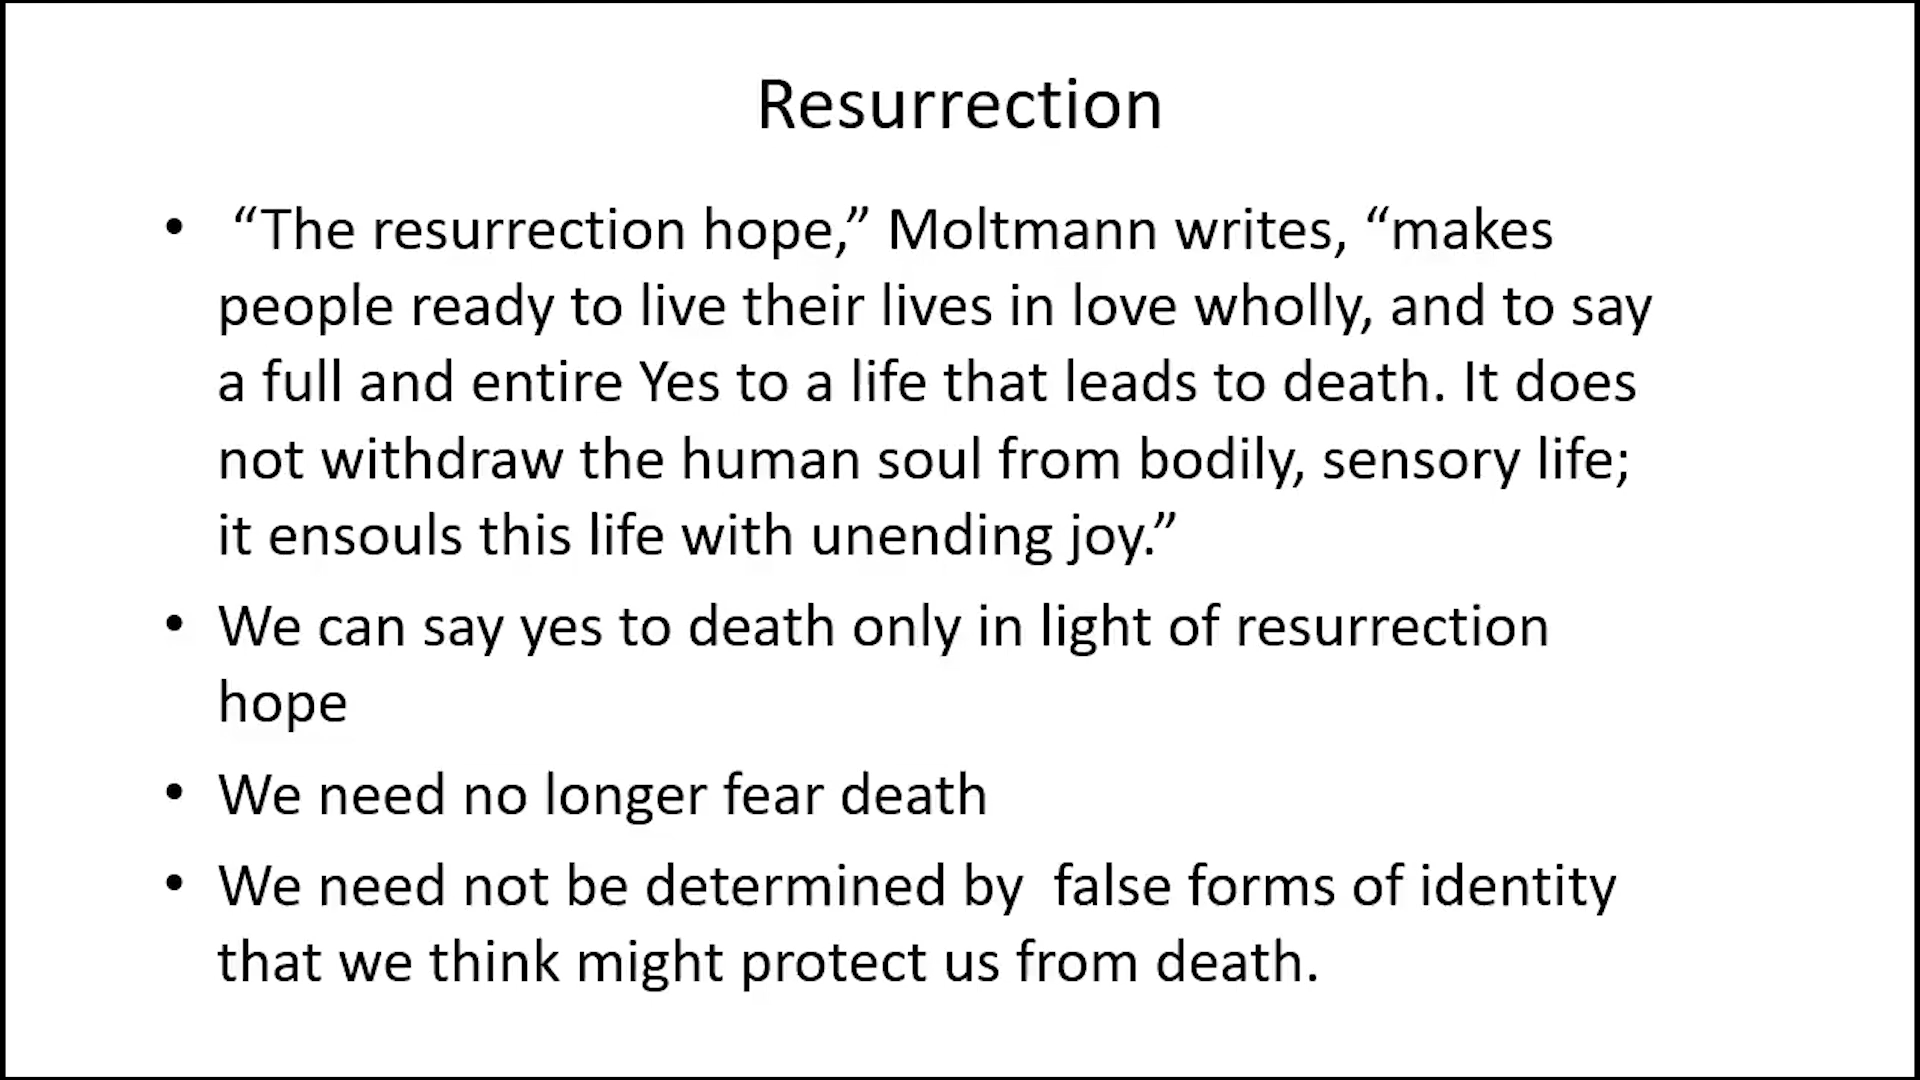 Resurrection
• “The resurrection hope,” Moltmann writes, “makes
people ready to live their lives in love wholly, and to say
a full and entire Yes to a life that leads to death. It does
not withdraw the human soul from bodily, sensory life;
it ensouls this life with unending joy.”
• We can say yes to death only in light of resurrection
hope
• We need no longer fear death
• We need not be determined by  false forms of identity
that we think might protect us from death.